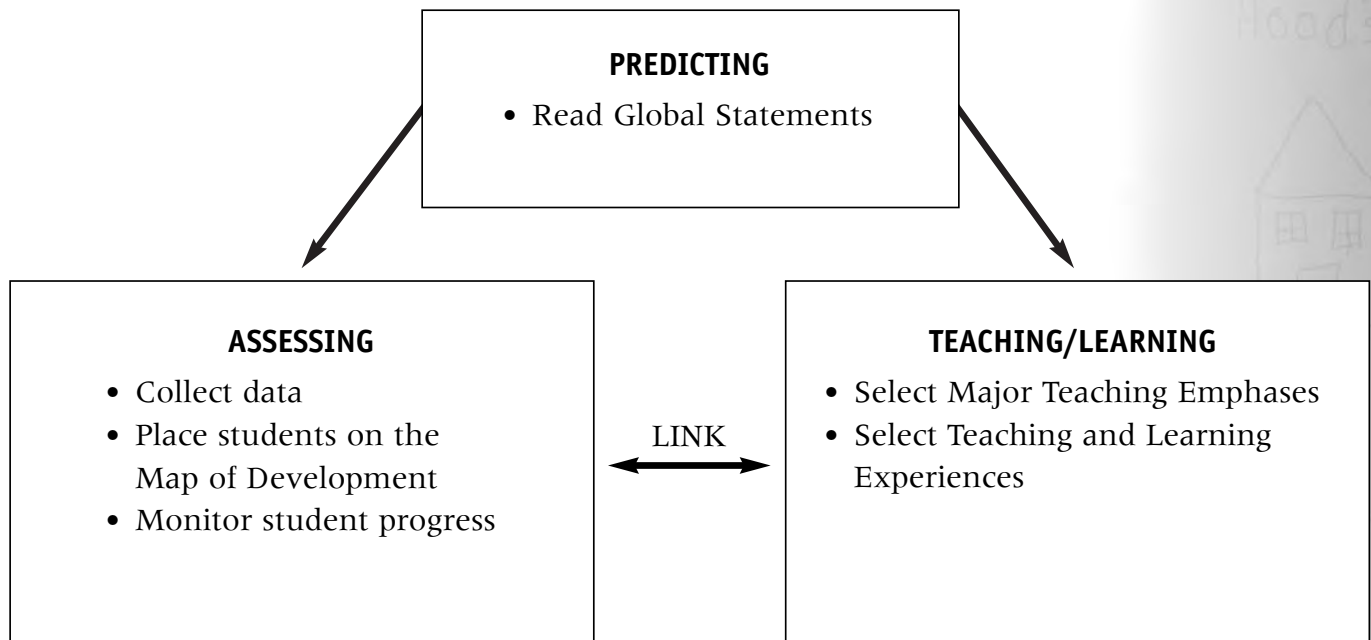 PREDICTING
• Read Global Statements
ASSESSING
• Collect data
• Place students on the
Map of Development
• Monitor student progress
LINK
TEACHING/LEARNING
• Select Major Teaching Emphases
• Select Teaching and Learning
Experiences